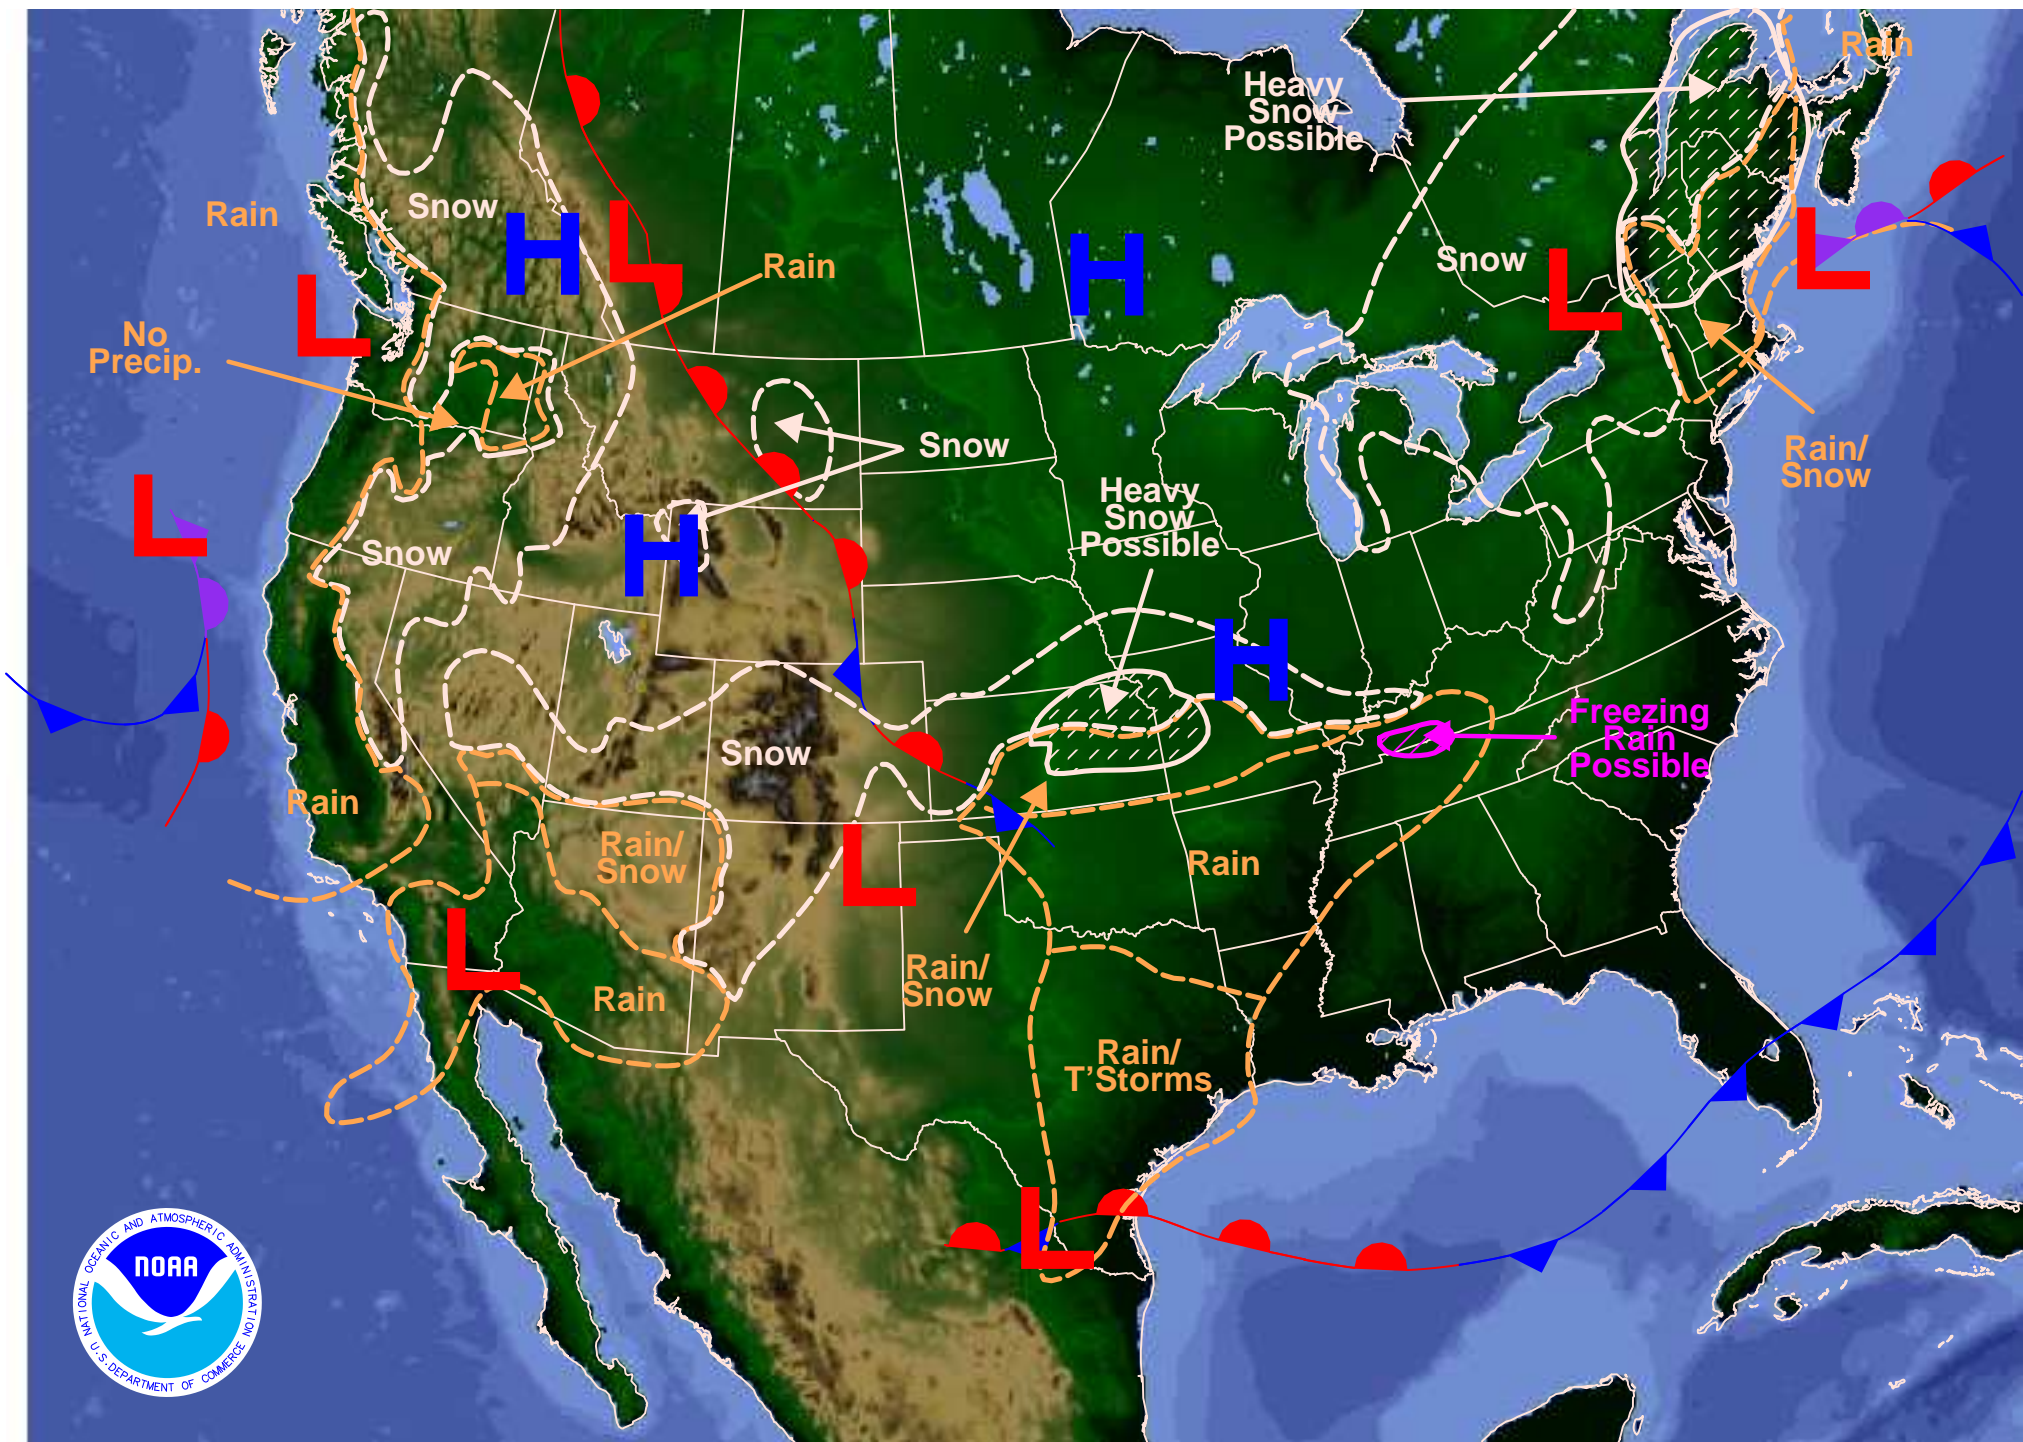 Rain
Heavy
Snow
Possible
Snow
Rain
H
L
H
Rain
Snow
L
L
L
No
Precip.
Snow
Rain/
Snow
Heavy
Snow
Possible
L
Snow
H
H
Freezing
Rain
Possible
Snow
Rain
Rain/
Snow
Rain
L
L
Rain/
Snow
Rain
Rain/
T'Storms
L
NATIONAL OCEANIC AND ATMOSPHERIC ADMINISTRATION
NOAA
U.S. DEPARTMENT OF COMMERCE